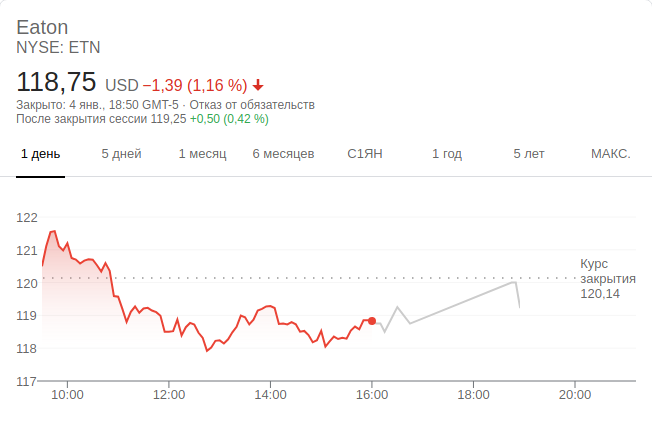 Eaton
NYSE: ETN
118,75 USD −1,39 (1,16 %)
Закрыто: 4 янв., 18:50 GMT-5 · Отказ от обязательств
После закрытия сессии 119,25 +0,50 (0,42 %)
1 день 5 дней 1 месяц 6 месяцев С1ЯН 1 год 5 лет МАКС.
122
121
120
119
118
117
Курс
закрытия
120,14
10:00 12:00 14:00 16:00 18:00 20:00